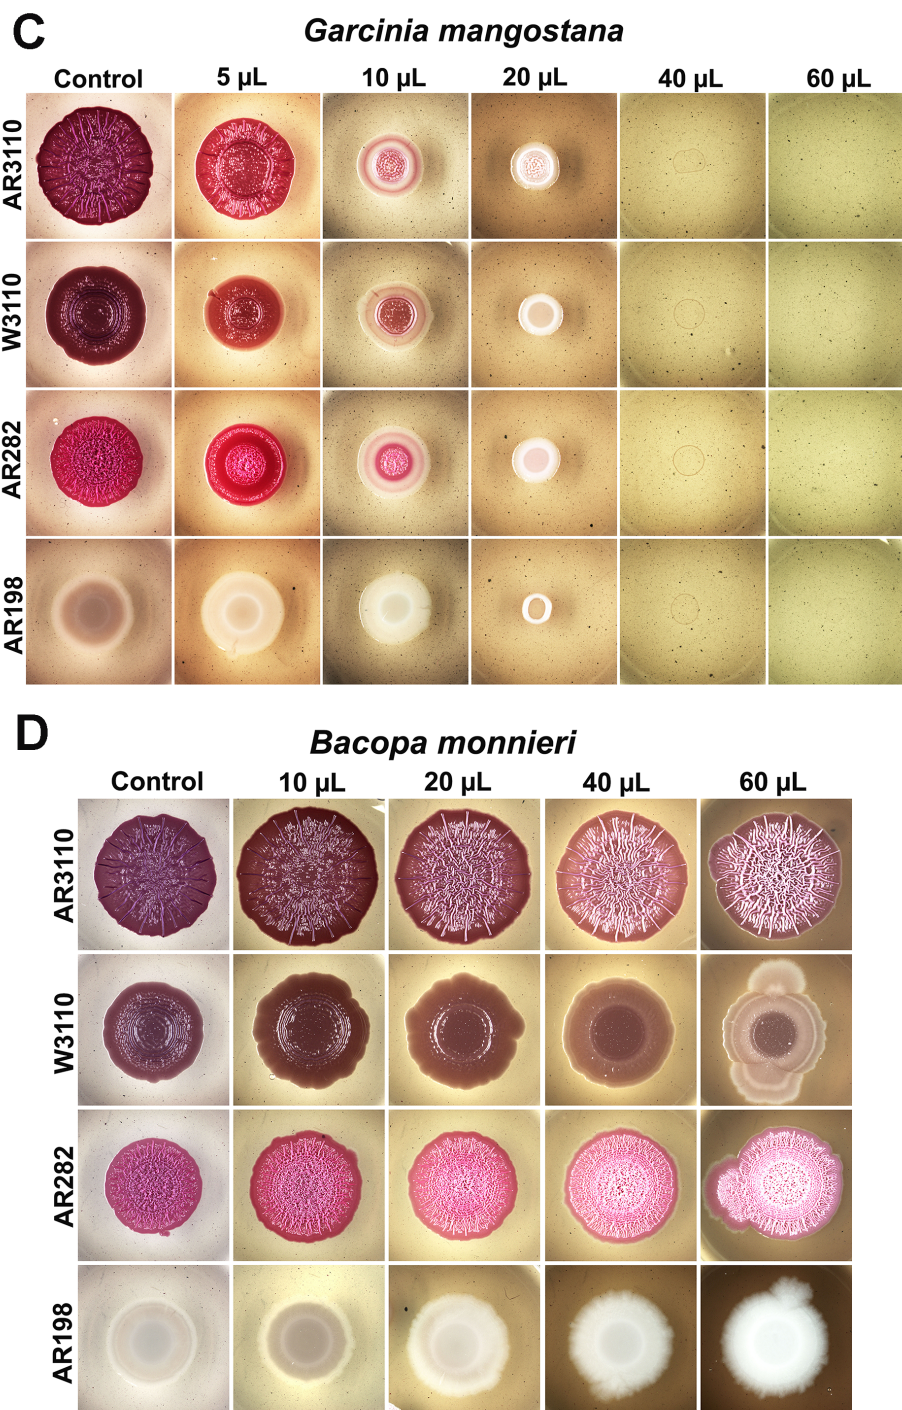 C
Garcinia mangostana
Control 5 µL 10 µL 20 µL 40 µL 60 µL
AR3110
W3110
AR282
AR198
D
Bacopa monnieri
Control 10 µL 20 µL 40 µL 60 µL
AR3110
W3110
AR282
AR198